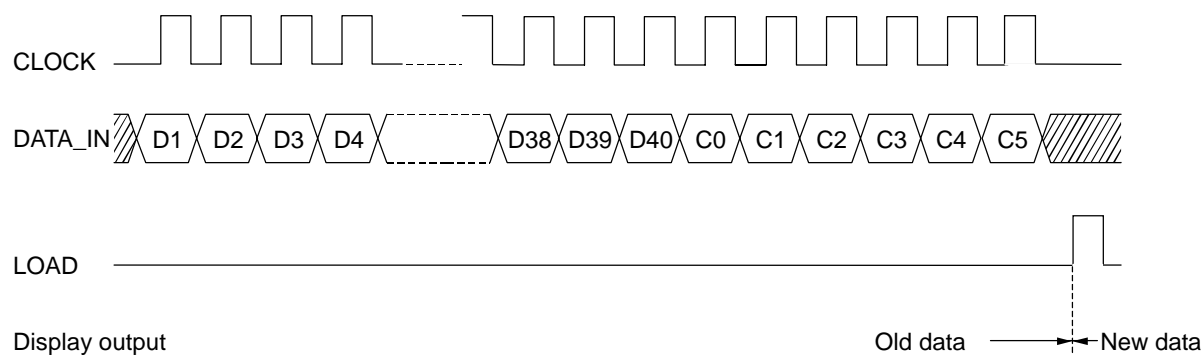 CLOCK
DATA_IN D1 D2 D3 D4 D38 D39 D40 C0 C1 C2 C3 C4 C5
LOAD
Display output Old data New data